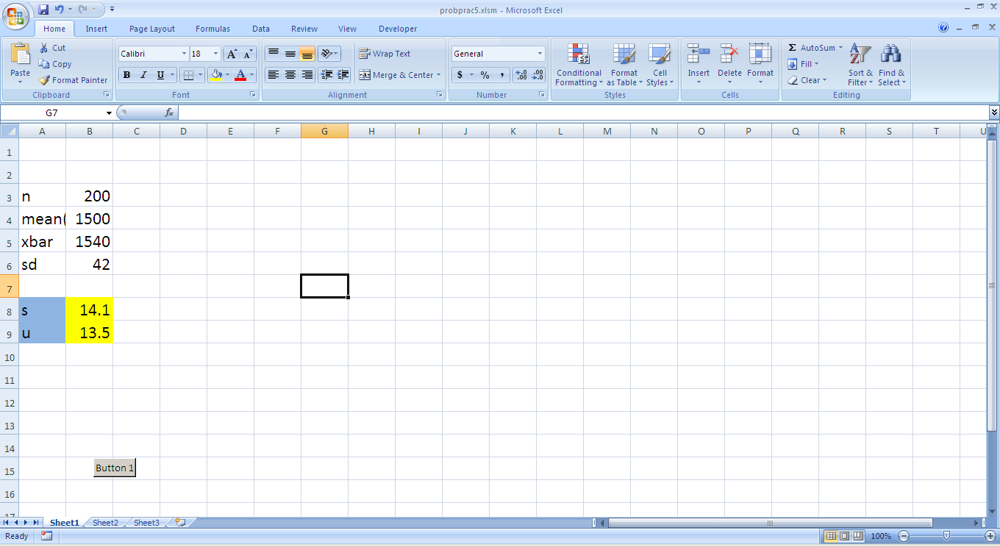 probprac5.xlsm - Microsoft Excel
Home Insert Page Layout Formulas Data Review View Developer
Paste
Cut
Copy
Format Painter
Clipboard
Calibri 18 A A
B I U A
Font
Wrap Text
Merge & Center
Alignment
General
$ % , .00 .0
Number
Conditional Formatting
Format as Table
Cell Styles
Styles
Insert Delete Format
Cells
Σ AutoSum
Fill
Clear
Sort & Filter
Find & Select
Editing
G7 fx
A B C D E F G H I J K L M N O P Q R S T U
1
2
3 n 200
4 mean( 1500
5 xbar 1540
6 sd 42
7
8 s 14.1
9 u 13.5
10
11
12
13
14
15 Button 1
16
17
Sheet1 Sheet2 Sheet3
Ready 100%